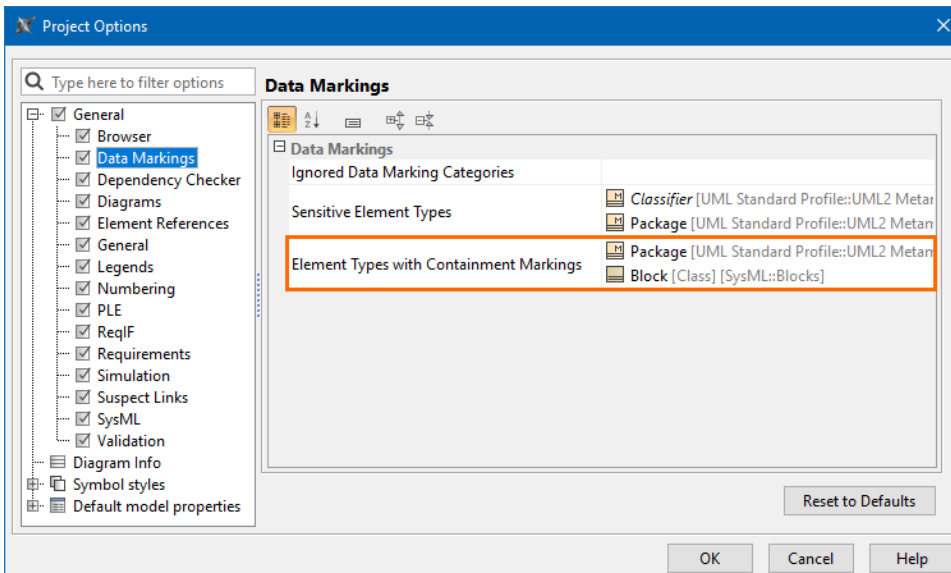 Project Options
Type here to filter options
General
Browser
Data Markings
Dependency Checker
Diagrams
Element References
General
Legends
Numbering
PLE
ReqIF
Requirements
Simulation
Suspect Links
SysML
Validation
Diagram Info
Symbol styles
Default model properties
Data Markings
Data Markings
Ignored Data Marking Categories
Sensitive Element Types
Classifier [UML Standard Profile::UML2 Metar
Package [UML Standard Profile::UML2 Metam
Element Types with Containment Markings
Package [UML Standard Profile::UML2 Metam
Block [Class] [SysML::Blocks]
Reset to Defaults
OK Cancel Help